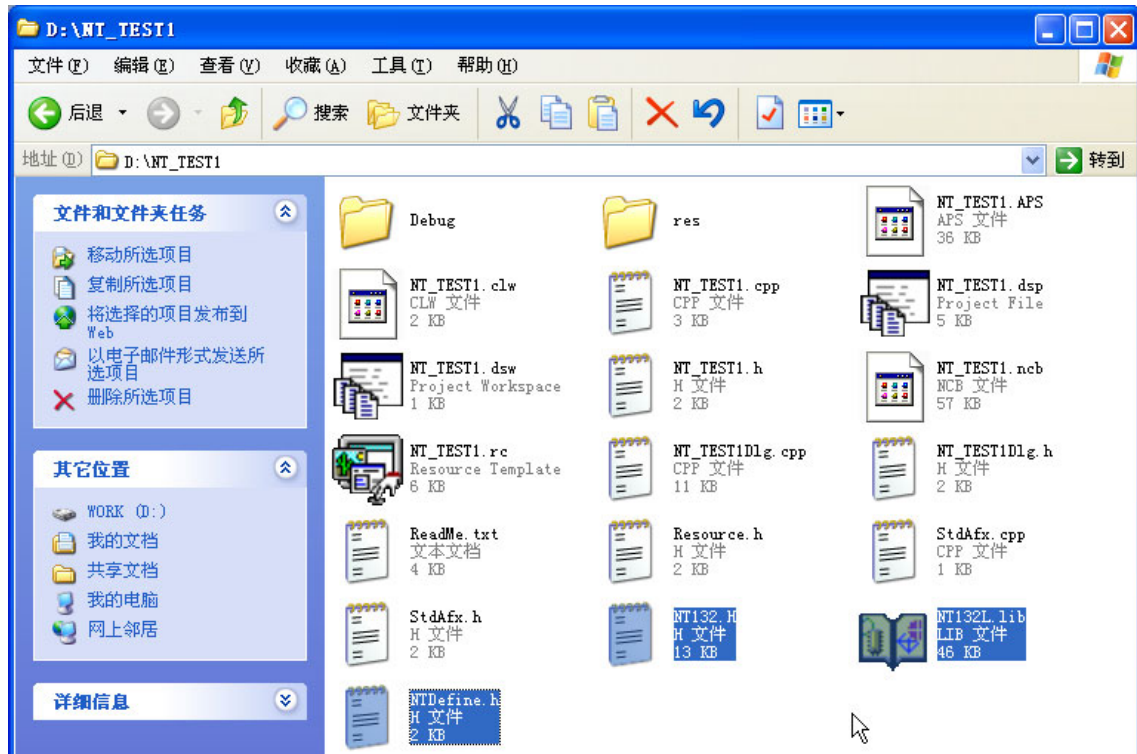 D:\NT_TEST1
文件(F) 编辑(E) 查看(V) 收藏(A) 工具(T) 帮助(H)
后退 搜索 文件夹
地址(D) D:\NT_TEST1 转到
文件和文件夹任务
移动所选项目
复制所选项目
将选择的项目发布到
Web
以电子邮件形式发送所
选项目
删除所选项目
其它位置
WORK (D:)
我的文档
共享文档
我的电脑
网上邻居
详细信息
Debug
res
NT_TEST1.APS
APS 文件
36 KB
NT_TEST1.clw
CLW 文件
2 KB
NT_TEST1.cpp
CPP 文件
3 KB
NT_TEST1.dsp
Project File
5 KB
NT_TEST1.dsw
Project Workspace
1 KB
NT_TEST1.h
H 文件
2 KB
NT_TEST1.ncb
NCB 文件
57 KB
NT_TEST1.rc
Resource Template
6 KB
NT_TEST1Dlg.cpp
CPP 文件
11 KB
NT_TEST1Dlg.h
H 文件
2 KB
ReadMe.txt
文本文档
4 KB
Resource.h
H 文件
2 KB
StdAfx.cpp
CPP 文件
1 KB
StdAfx.h
H 文件
2 KB
NT132.H
H 文件
13 KB
NT132L.lib
LIB 文件
46 KB
NTDefine.h
H 文件
2 KB